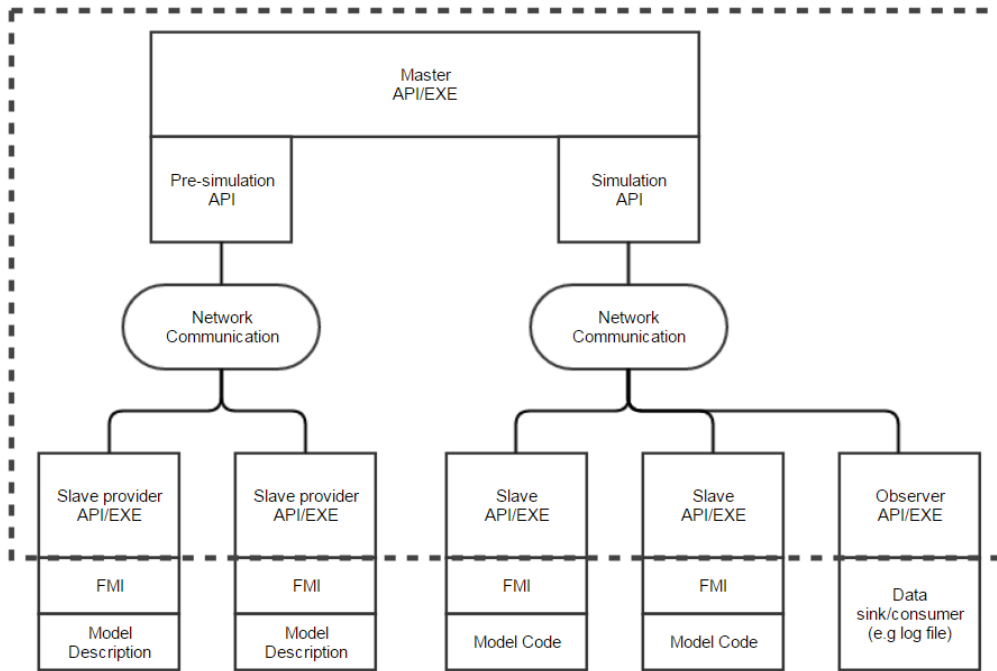 Master
API/EXE
Pre-simulation
API
Simulation
API
Network
Communication
Network
Communication
Slave provider
API/EXE
Slave provider
API/EXE
Slave
API/EXE
Slave
API/EXE
Observer
API/EXE
FMI
FMI
FMI
FMI
Data
sink/consumer
(e.g log file)
Model
Description
Model
Description
Model Code
Model Code